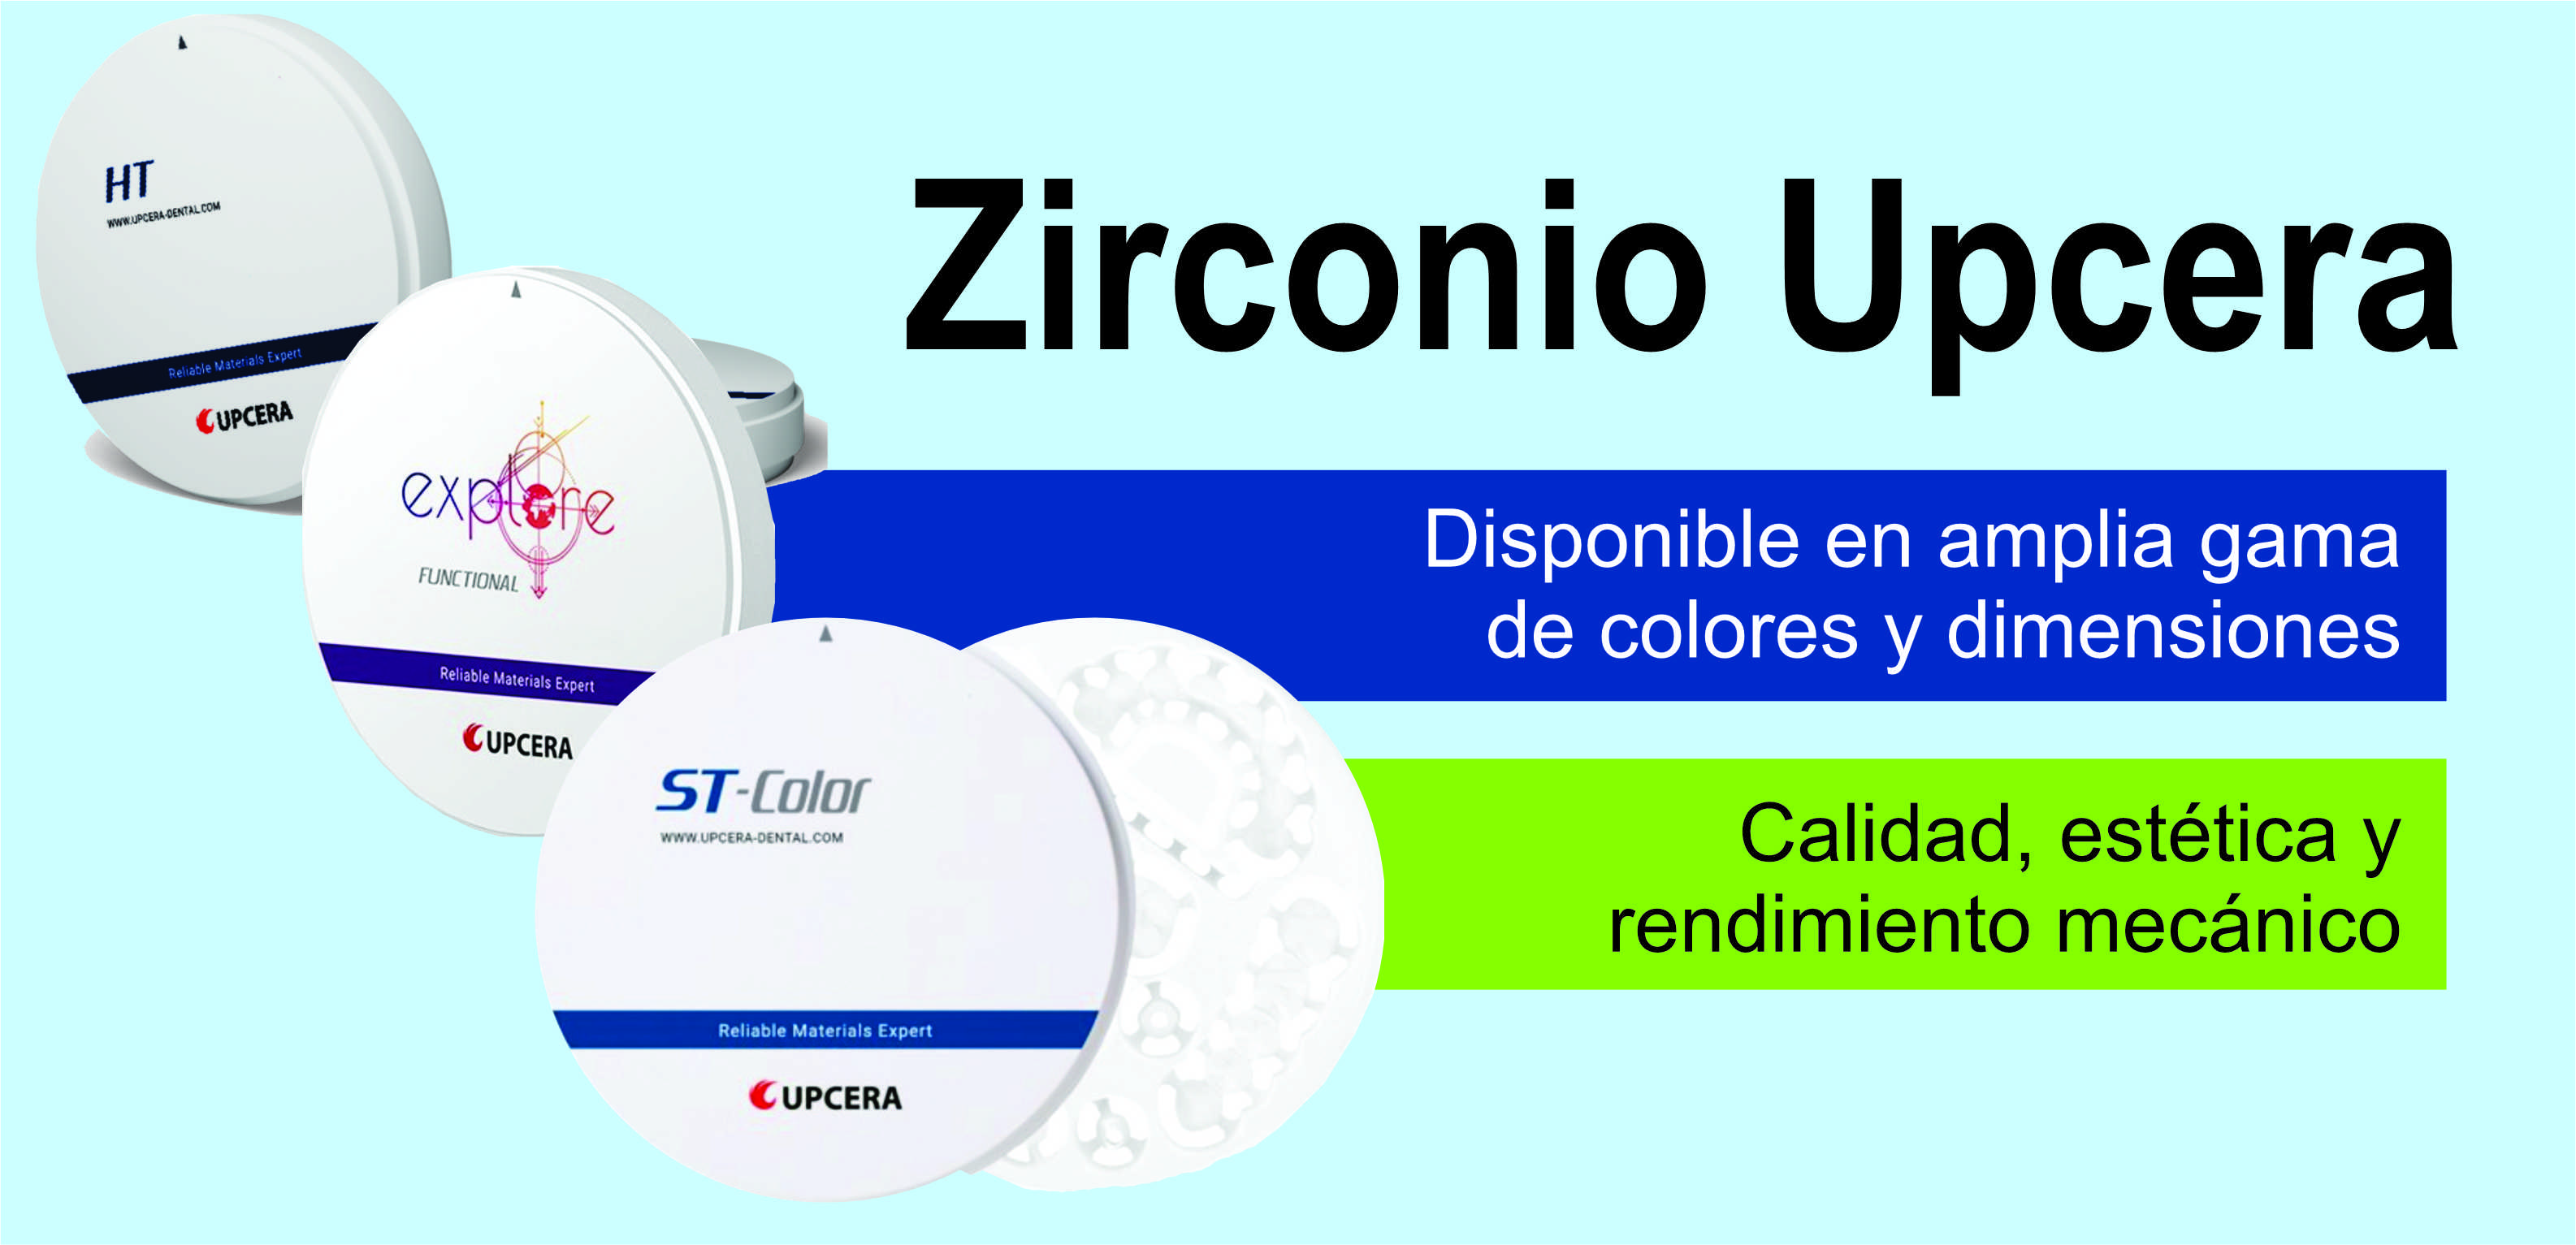 HT
WWW.UPCERA-DENTAL.COM
Reliable Materials Expert
UPCERA
explore
FUNCTIONAL
Reliable Materials Expert
UPCERA
ST-Color
WWW.UPCERA-DENTAL.COM
Reliable Materials Expert
UPCERA
Zirconio Upcera
Disponible en amplia gama
de colores y dimensiones
Calidad, estética y
rendimiento mecánico